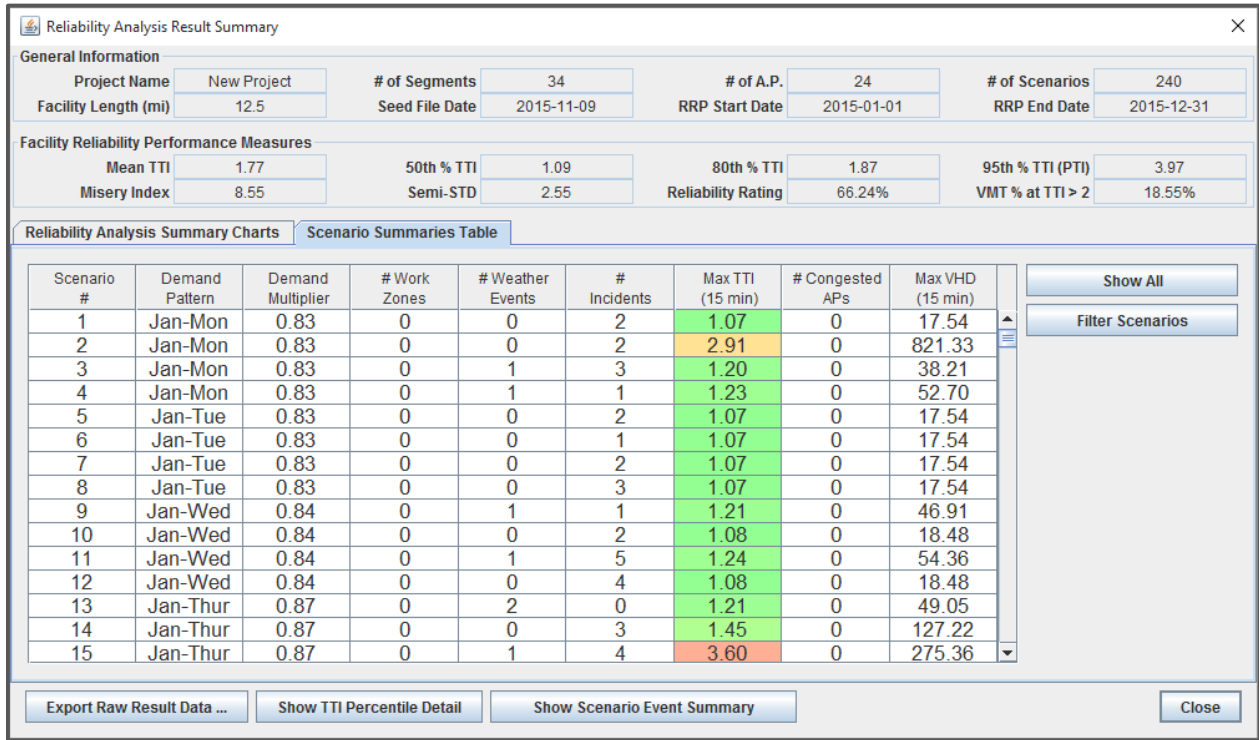 Reliability Analysis Result Summary
General Information
Project Name New Project # of Segments 34 # of A.P. 24 # of Scenarios 240
Facility Length (mi) 12.5 Seed File Date 2015-11-09 RRP Start Date 2015-01-01 RRP End Date 2015-12-31
Facility Reliability Performance Measures
Mean TTI 1.77 50th % TTI 1.09 80th % TTI 1.87 95th % TTI (PTI) 3.97
Misery Index 8.55 Semi-STD 2.55 Reliability Rating 66.24% VMT % at TTI > 2 18.55%
Reliability Analysis Summary Charts Scenario Summaries Table
Scenario Demand Demand # Work # Weather # Max TTI # Congested Max VHD
# Pattern Multiplier Zones Events Incidents (15 min) APs (15 min)
1 Jan-Mon 0.83 0 0 2 1.07 0 17.54
2 Jan-Mon 0.83 0 0 2 2.91 0 821.33
3 Jan-Mon 0.83 0 1 3 1.20 0 38.21
4 Jan-Mon 0.83 0 1 1 1.23 0 52.70
5 Jan-Tue 0.83 0 0 2 1.07 0 17.54
6 Jan-Tue 0.83 0 0 1 1.07 0 17.54
7 Jan-Tue 0.83 0 0 2 1.07 0 17.54
8 Jan-Tue 0.83 0 0 3 1.07 0 17.54
9 Jan-Wed 0.84 0 1 1 1.21 0 46.91
10 Jan-Wed 0.84 0 0 2 1.08 0 18.48
11 Jan-Wed 0.84 0 1 5 1.24 0 54.36
12 Jan-Wed 0.84 0 0 4 1.08 0 18.48
13 Jan-Thur 0.87 0 2 0 1.21 0 49.05
14 Jan-Thur 0.87 0 0 3 1.45 0 127.22
15 Jan-Thur 0.87 0 1 4 3.60 0 275.36
Show All
Filter Scenarios
Export Raw Result Data ... Show TTI Percentile Detail Show Scenario Event Summary Close